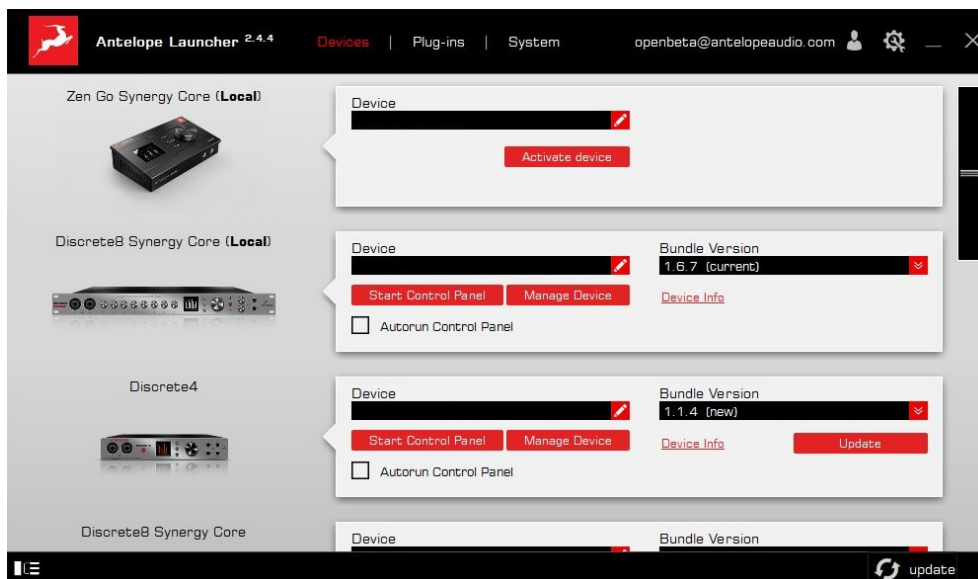 Antelope Launcher 2.4.4
Devices | Plug-ins | System
openbeta@antelopeaudio.com
Zen Go Synergy Core (Local)
Device
Activate device
Discrete8 Synergy Core (Local)
Device
Bundle Version
1.6.7 (current)
Start Control Panel
Manage Device
Device Info
Autorun Control Panel
Discrete4
Device
Bundle Version
1.1.4 (new)
Start Control Panel
Manage Device
Device Info
Update
Autorun Control Panel
Discrete8 Synergy Core
Device
Bundle Version
update